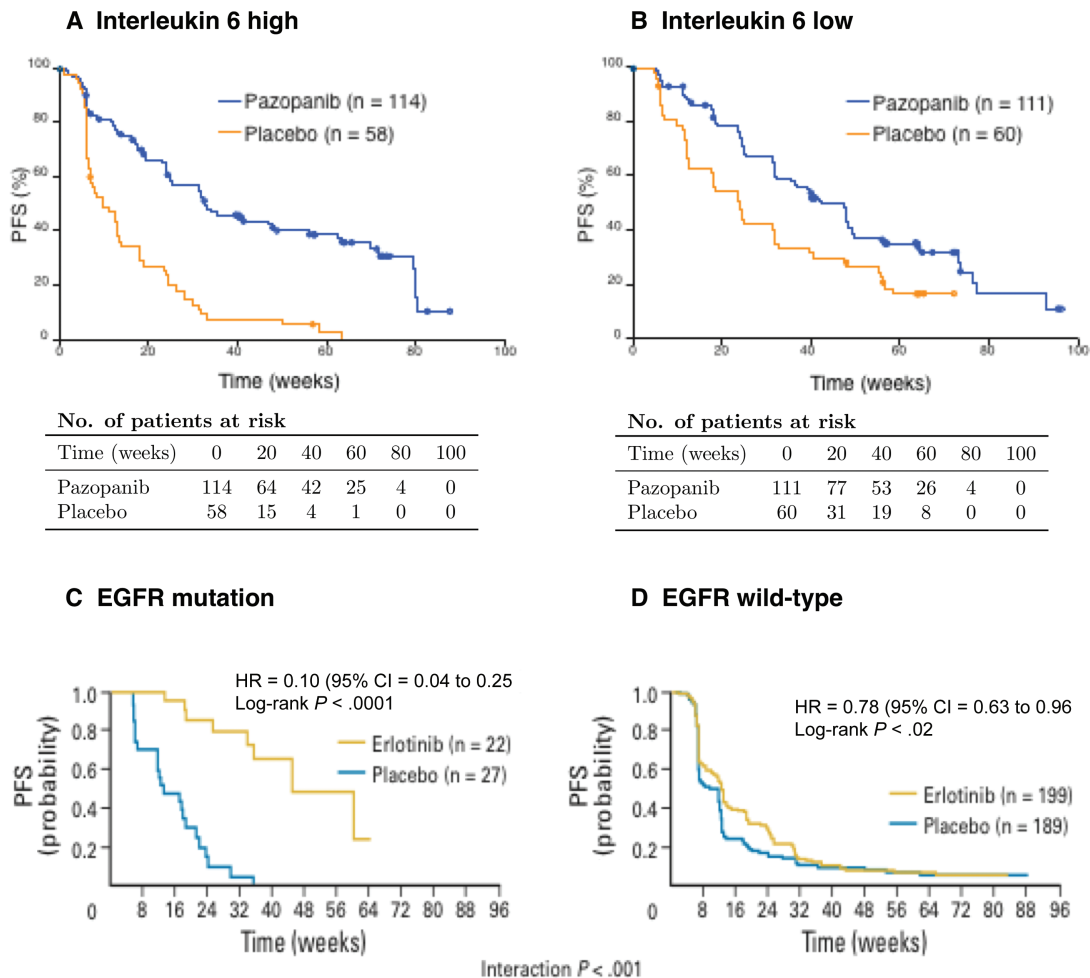 A Interleukin 6 high
100
80
60
40
20
0
PFS (%)
Pazopanib (n = 114)
Placebo (n = 58)
0 20 40 60 80 100
Time (weeks)
No. of patients at risk
Time (weeks) 0 20 40 60 80 100
Pazopanib 114 64 42 25 4 0
Placebo 58 15 4 1 0 0
B Interleukin 6 low
100
80
60
40
20
0
PFS (%)
Pazopanib (n = 111)
Placebo (n = 60)
0 20 40 60 80 100
Time (weeks)
No. of patients at risk
Time (weeks) 0 20 40 60 80 100
Pazopanib 111 77 53 26 4 0
Placebo 60 31 19 8 0 0
C EGFR mutation
HR = 0.10 (95% CI = 0.04 to 0.25
Log-rank P < .0001
1.0
0.8
0.6
0.4
0.2
PFS
(probability)
Erlotinib (n = 22)
Placebo (n = 27)
0 8 16 24 32 40 48 56 64 72 80 88 96
Time (weeks)
D EGFR wild-type
HR = 0.78 (95% CI = 0.63 to 0.96
Log-rank P < .02
1.0
0.8
0.6
0.4
0.2
PFS
(probability)
Erlotinib (n = 199)
Placebo (n = 189)
0 8 16 24 32 40 48 56 64 72 80 88 96
Time (weeks)
Interaction P < .001